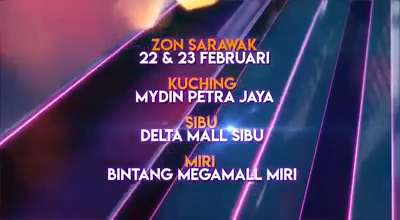 ZON SARAWAK
22 & 23 FEBRUARI
KUCHING
MYDIN PETRA JAYA
SIBU
DELTA MALL SIBU
MIRI
BINTANG MEGAMALL MIRI